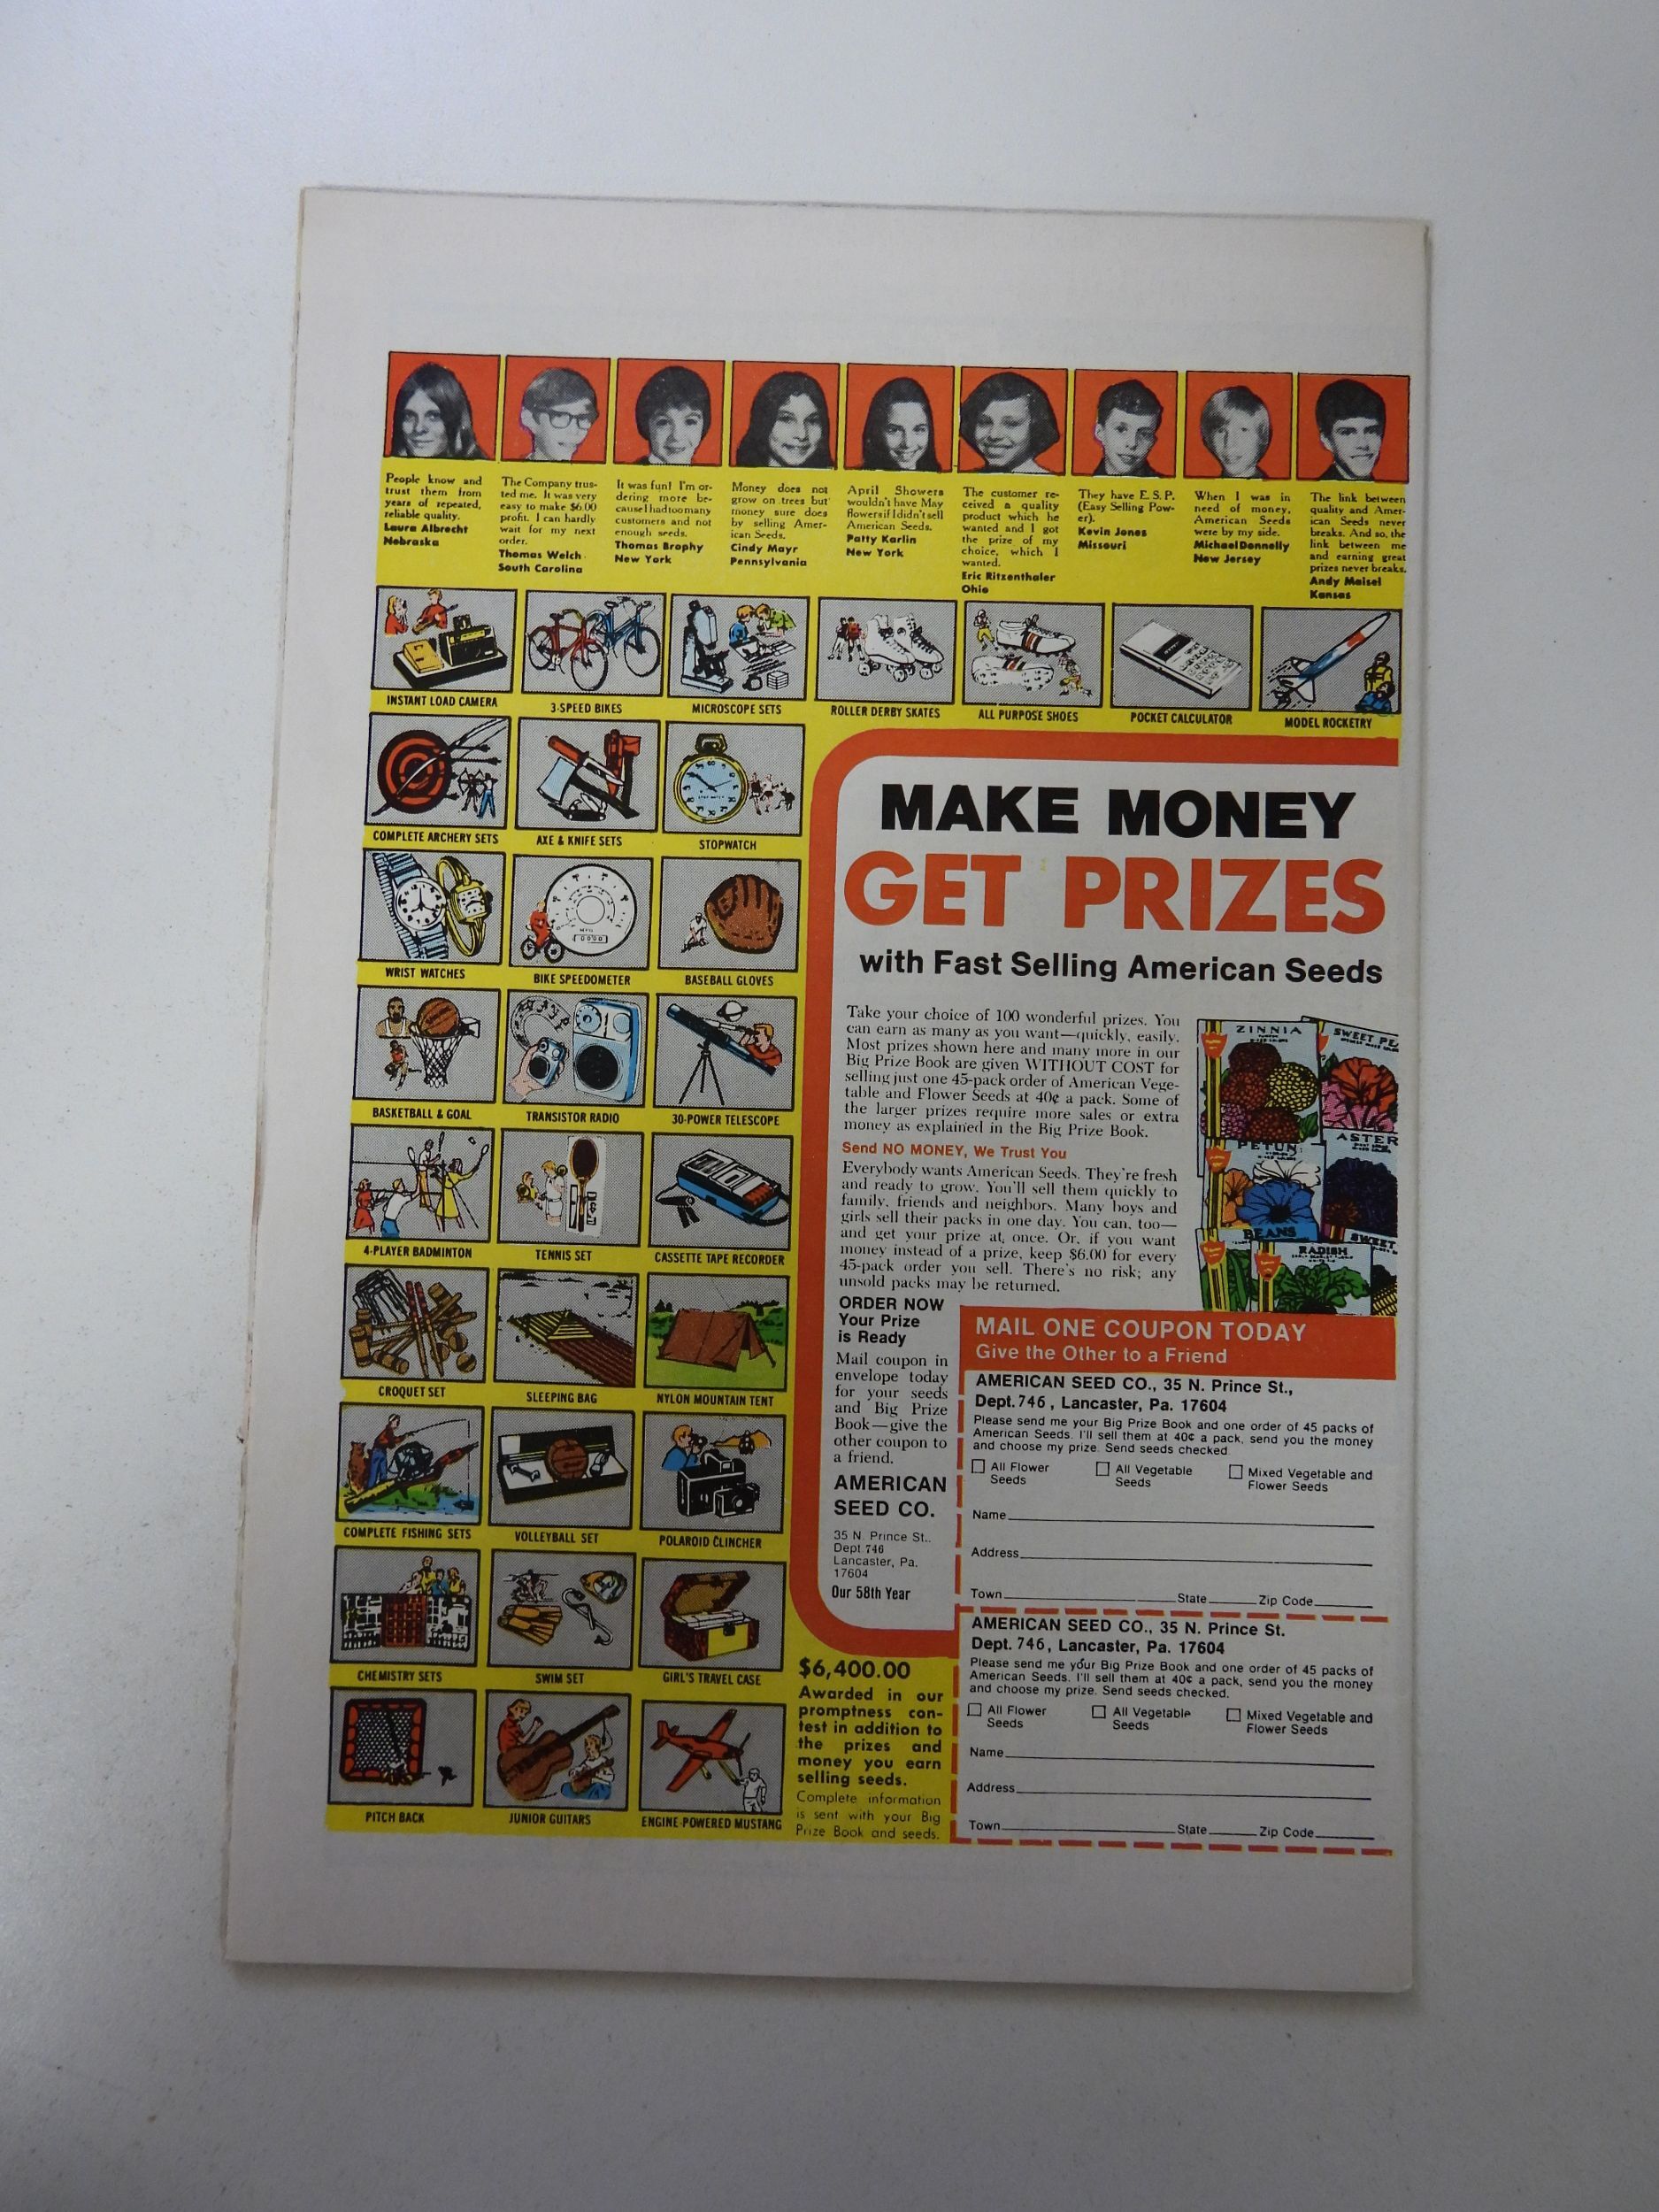 People know and
trust them from
years of repeated,
reliable quality.
Laura Albrecht
Nebraska
The Company trus-
ted me. It was very
easy to make $6.00
profit. I can hardly
wait for my next
order.
Thomas Welch
South Carolina
It was fun! I'm or-
dering more be-
cause I had too many
customers and not
enough seeds.
Thomas Brophy
New York
Money does not
grow on trees but
money sure does
by selling Amer-
ican Seeds.
Cindy Mayr
Pennsylvania
April Showers
wouldn't have May
flowers if I didn't sell
American Seeds.
Patty Karlin
New York
The customer re-
ceived a quality
product which he
wanted and I got
the prize of my
choice, which I
wanted.
Eric Ritzenthaler
Ohio
They have E.S.P.
(Easy Selling Pow-
er).
Kevin Jones
Missouri
When I was in
need of money,
American Seeds
were by my side.
Michael Donnelly
New Jersey
The link between
quality and Amer-
ican Seeds never
breaks. And so, the
link between me
and earning great
prizes never breaks.
Andy Maisel
Kansas
INSTANT LOAD CAMERA
3-SPEED BIKES
MICROSCOPE SETS
ROLLER DERBY SKATES
ALL PURPOSE SHOES
POCKET CALCULATOR
MODEL ROCKETRY
COMPLETE ARCHERY SETS
AXE & KNIFE SETS
STOPWATCH
WRIST WATCHES
BIKE SPEEDOMETER
BASEBALL GLOVES
BASKETBALL & GOAL
TRANSISTOR RADIO
30-POWER TELESCOPE
4-PLAYER BADMINTON
TENNIS SET
CASSETTE TAPE RECORDER
CROQUET SET
SLEEPING BAG
NYLON MOUNTAIN TENT
COMPLETE FISHING SETS
VOLLEYBALL SET
POLAROID CLINCHER
CHEMISTRY SETS
SWIM SET
GIRL'S TRAVEL CASE
PITCH BACK
JUNIOR GUITARS
ENGINE-POWERED MUSTANG
MAKE MONEY
GET PRIZES
with Fast Selling American Seeds
Take your choice of 100 wonderful prizes. You
can earn as many as you want—quickly, easily.
Most prizes shown here and many more in our
Big Prize Book are given WITHOUT COST for
selling just one 45-pack order of American Vege-
table and Flower Seeds at 40¢ a pack. Some of
the larger prizes require more sales or extra
money as explained in the Big Prize Book.
Send NO MONEY, We Trust You
Everybody wants American Seeds. They're fresh
and ready to grow. You'll sell them quickly to
family, friends and neighbors. Many boys and
girls sell their packs in one day. You can, too—
and get your prize at once. Or, if you want
money instead of a prize, keep $6.00 for every
45-pack order you sell. There's no risk; any
unsold packs may be returned.
ZINNIA
SWEET PE
PETUN
ASTER
BEANS
SWEET
RADISH
ORDER NOW
Your Prize
is Ready
Mail coupon in
envelope today
for your seeds
and Big Prize
Book—give the
other coupon to
a friend.
AMERICAN
SEED CO.
35 N. Prince St.,
Dept 746
Lancaster, Pa.
17604
Our 58th Year
$6,400.00
Awarded in our
promptness con-
test in addition to
the prizes and
money you earn
selling seeds.
Complete information
is sent with your Big
Prize Book and seeds.
MAIL ONE COUPON TODAY
Give the Other to a Friend
AMERICAN SEED CO., 35 N. Prince St.,
Dept. 746, Lancaster, Pa. 17604
Please send me your Big Prize Book and one order of 45 packs of
American Seeds. I'll sell them at 40¢ a pack, send you the money
and choose my prize. Send seeds checked
All Flower Seeds
All Vegetable Seeds
Mixed Vegetable and Flower Seeds
Name
Address
Town State Zip Code
AMERICAN SEED CO., 35 N. Prince St.
Dept. 746, Lancaster, Pa. 17604
Please send me your Big Prize Book and one order of 45 packs of
American Seeds. I'll sell them at 40¢ a pack, send you the money
and choose my prize. Send seeds checked.
All Flower Seeds
All Vegetable Seeds
Mixed Vegetable and Flower Seeds
Name
Address
Town State Zip Code